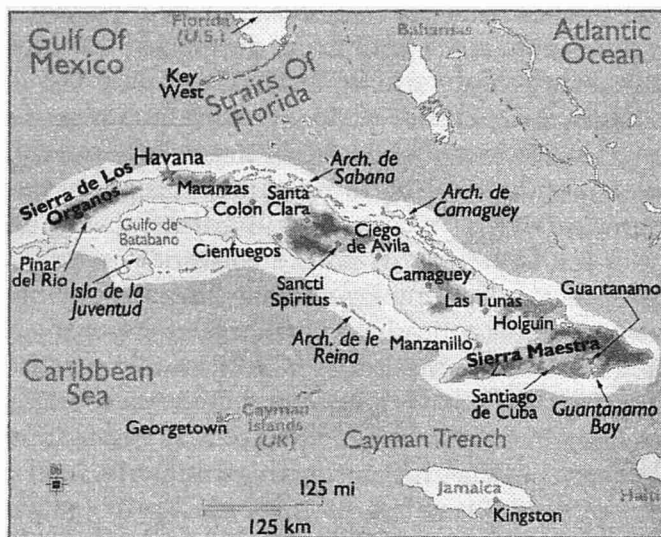 Florida
(U.S.)
Gulf Of
Mexico
Bahamas
Atlantic
Ocean
Key
West
Straits Of
Florida
Havana
Sierra de Los
Organos
Matanzas
Arch. de
Sabana
Santa
Clara
Colon
Arch. de
Camaguey
Gulfo de
Batabano
Cienfuegos
Ciego
de Avila
Pinar
del Rio
Isla de la
Juventud
Sancti
Spiritus
Camaguey
Guantanamo
Las Tunas
Holguin
Arch. de le
Reina
Manzanillo
Sierra Maestra
Caribbean
Sea
Santiago
de Cuba
Guantanamo
Bay
Georgetown
Cayman
Islands
(UK)
Cayman Trench
125 mi
125 km
Jamaica
Kingston
Haiti